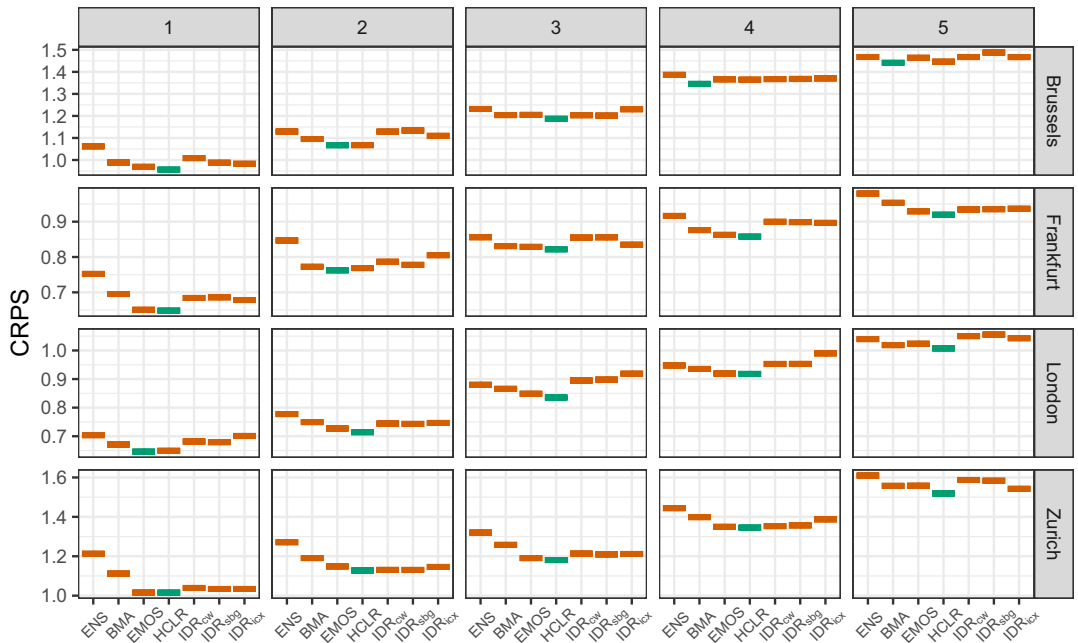 1 2 3 4 5
CRPS
1.5
1.4
1.3
1.2
1.1
1.0
Brussels
0.9
0.8
0.7
Frankfurt
1.0
0.9
0.8
0.7
London
1.6
1.4
1.2
1.0
Zurich
ENS BMA EMOS HCLR IDRcw IDRsbg IDRicx ENS BMA EMOS HCLR IDRcw IDRsbg IDRicx ENS BMA EMOS HCLR IDRcw IDRsbg IDRicx ENS BMA EMOS HCLR IDRcw IDRsbg IDRicx ENS BMA EMOS HCLR IDRcw IDRsbg IDRicx